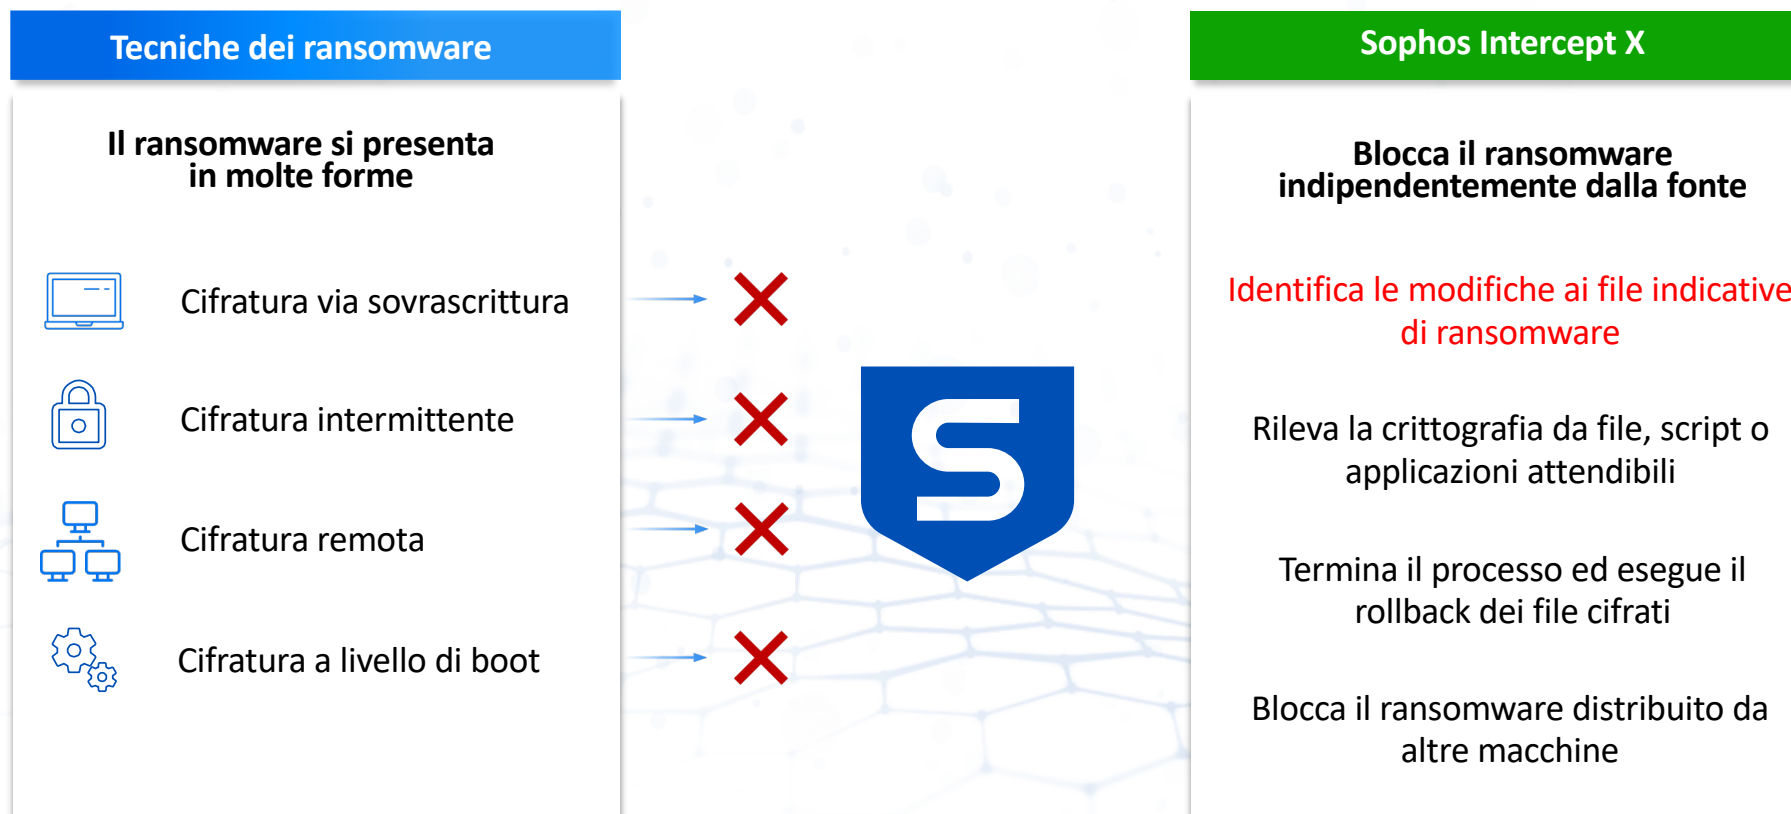 Tecniche dei ransomware
Il ransomware si presenta
in molte forme
Cifratura via sovrascrittura
Cifratura intermittente
Cifratura remota
Cifratura a livello di boot
S
Sophos Intercept X
Blocca il ransomware
indipendentemente dalla fonte
Identifica le modifiche ai file indicative
di ransomware
Rileva la crittografia da file, script o
applicazioni attendibili
Termina il processo ed esegue il
rollback dei file cifrati
Blocca il ransomware distribuito da
altre macchine